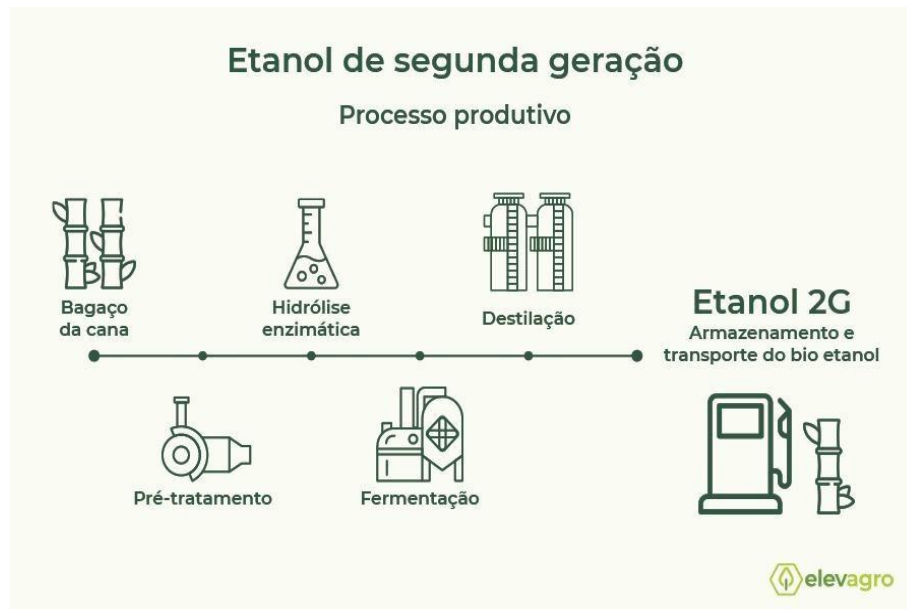 Etanol de segunda geração
Processo produtivo
Bagaço
da cana
Pré-tratamento
Hidrólise
enzimática
Fermentação
Destilação
Etanol 2G
Armazenamento e
transporte do bio etanol
elevagro